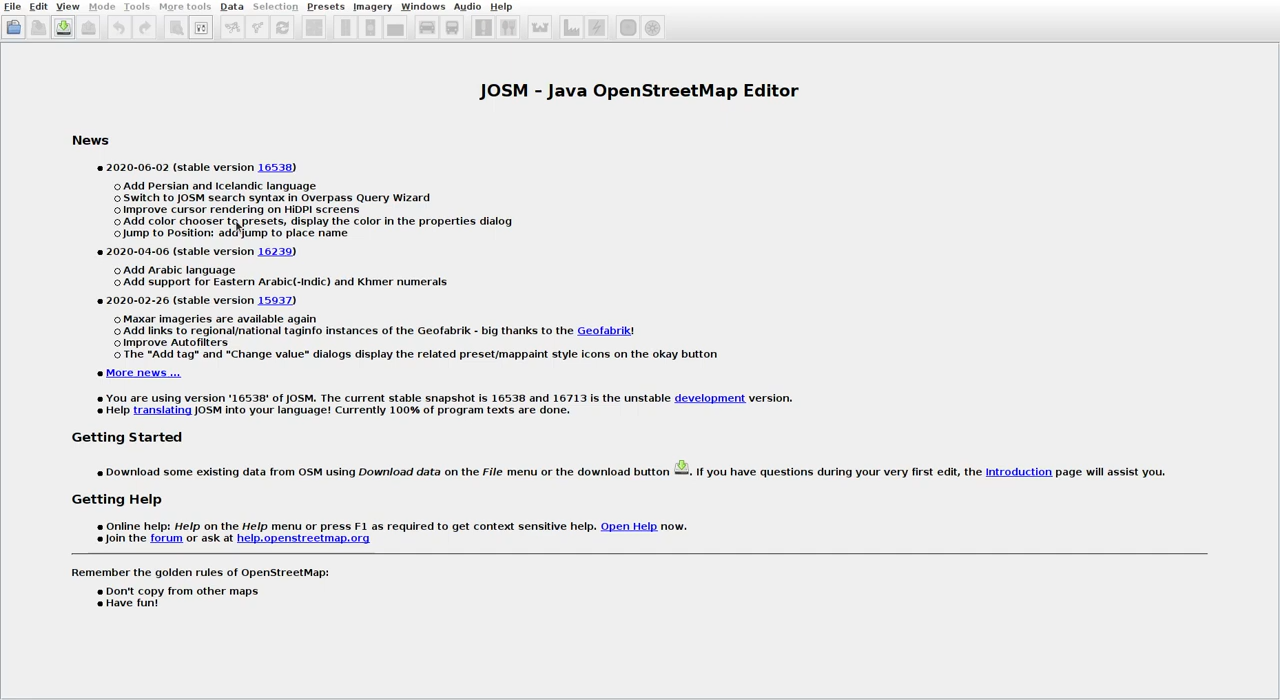 File Edit View Mode Tools More tools Data Selection Presets Imagery Windows Audio Help
JOSM – Java OpenStreetMap Editor
News
2020-06-02 (stable version 16538)
Add Persian and Icelandic language
Switch to JOSM search syntax in Overpass Query Wizard
Improve cursor rendering on HiDPI screens
Add color chooser to presets, display the color in the properties dialog
Jump to Position: add jump to place name
2020-04-06 (stable version 16239)
Add Arabic language
Add support for Eastern Arabic(-Indic) and Khmer numerals
2020-02-26 (stable version 15937)
Maxar imageries are available again
Add links to regional/national taginfo instances of the Geofabrik - big thanks to the Geofabrik!
Improve Autofilters
The "Add tag" and "Change value" dialogs display the related preset/mappaint style icons on the okay button
More news ...
You are using version '16538' of JOSM. The current stable snapshot is 16538 and 16713 is the unstable development version.
Help translating JOSM into your language! Currently 100% of program texts are done.
Getting Started
Download some existing data from OSM using Download data on the File menu or the download button . If you have questions during your very first edit, the Introduction page will assist you.
Getting Help
Online help: Help on the Help menu or press F1 as required to get context sensitive help. Open Help now.
Join the forum or ask at help.openstreetmap.org
Remember the golden rules of OpenStreetMap:
Don't copy from other maps
Have fun!